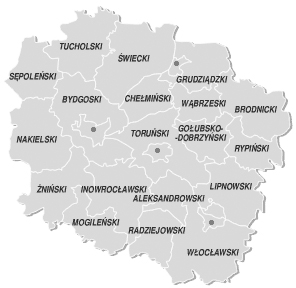 TUCHOLSKI
ŚWIECKI
SĘPOLEŃSKI
GRUDZIĄDZKI
BYDGOSKI
CHEŁMIŃSKI
WĄBRZESKI
BRODNICKI
NAKIELSKI
TORUŃSKI
GOŁUBSKO-
-DOBRZYŃSKI
RYPIŃSKI
ŻNIŃSKI
INOWROCŁAWSKI
LIPNOWSKI
ALEKSANDROWSKI
MOGILEŃSKI
RADZIEJOWSKI
WŁOCŁAWSKI